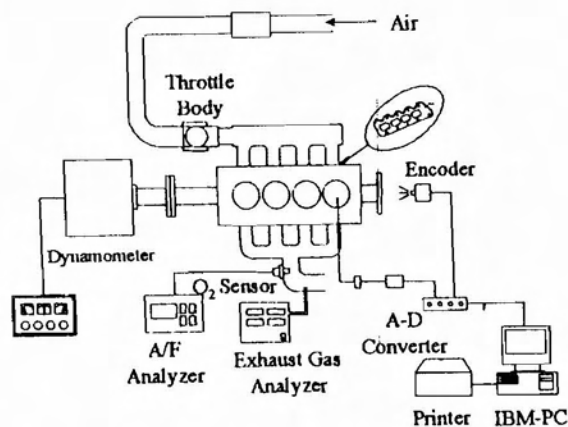 Air
Throttle
Body
Encoder
Dynamometer
O2 Sensor
A/F
Analyzer
Exhaust Gas
Analyzer
A-D
Converter
Printer
IBM-PC